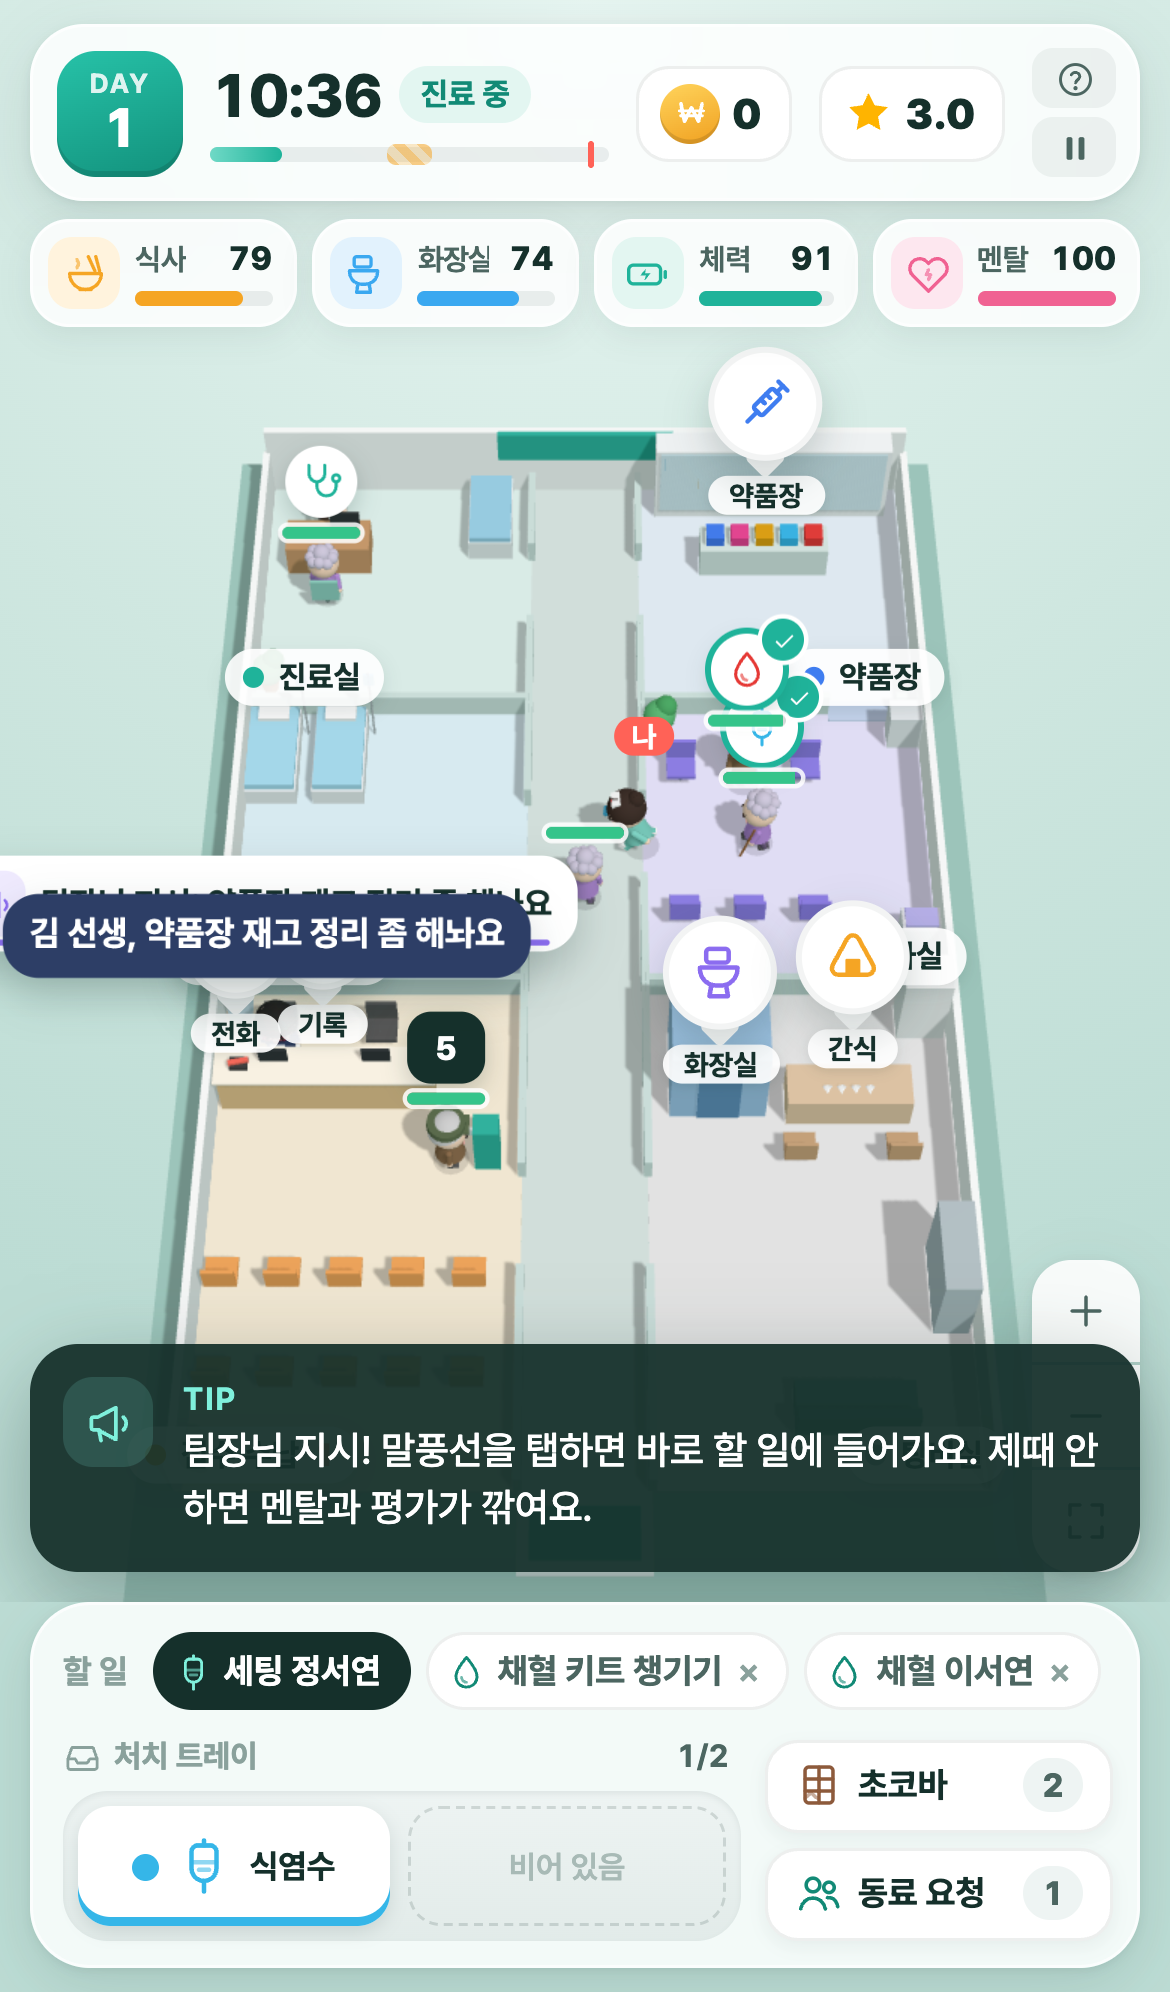 DAY
1
10:36
진료 중
0
3.0
식사 79
화장실 74
체력 91
멘탈 100
약품장
진료실
약품장
나
김 선생, 약품장 재고 정리 좀 해놔요
전화
기록
5
화장실
간식
TIP
팀장님 지시! 말풍선을 탭하면 바로 할 일에 들어가요. 제때 안
하면 멘탈과 평가가 깎여요.
할 일
세팅 정서연
채혈 키트 챙기기 ×
채혈 이서연 ×
처치 트레이 1/2
식염수
비어 있음
초코바 2
동료 요청 1